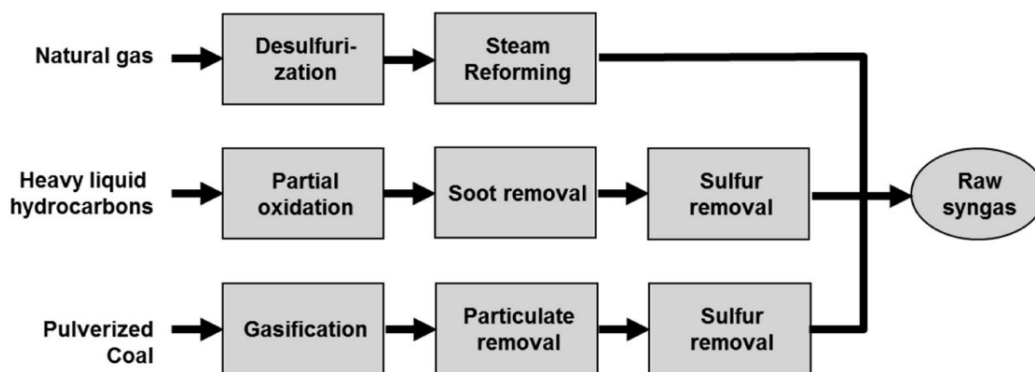 Natural gas
Desulfuri-
zation
Steam
Reforming
Heavy liquid
hydrocarbons
Partial
oxidation
Soot removal
Sulfur
removal
Raw
syngas
Pulverized
Coal
Gasification
Particulate
removal
Sulfur
removal